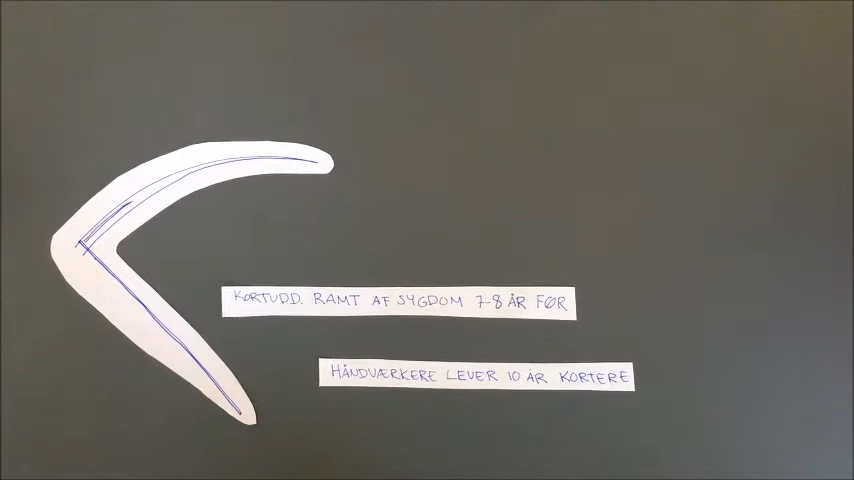 KORTUDD. RAMT AF SYGDOM 7-8 ÅR FØR
HÅNDVÆRKERE LEVER 10 ÅR KORTERE